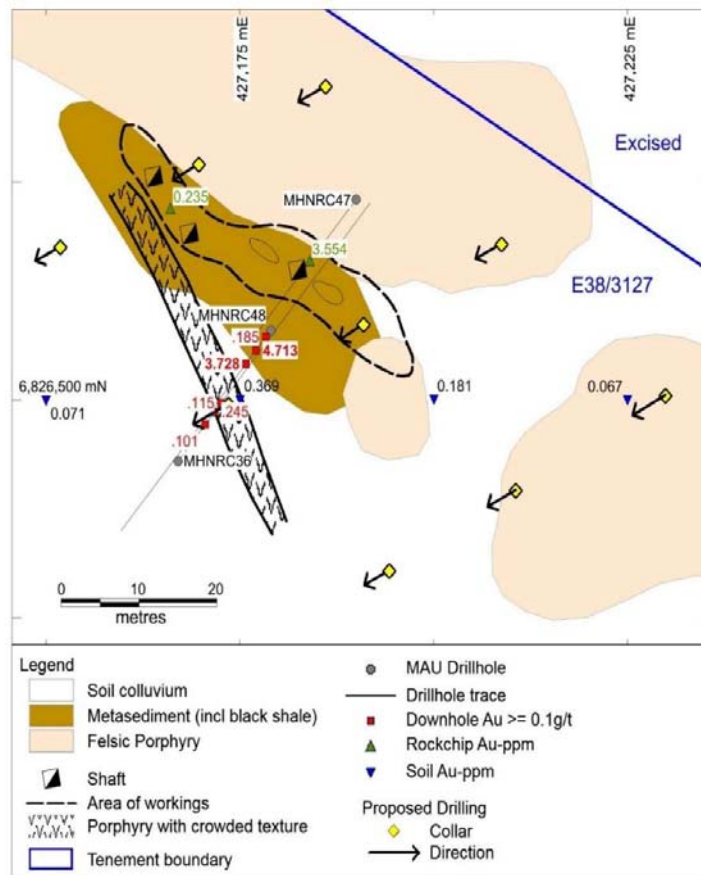 427,175 mE
427,225 mE
Excised
0.235
MHNRC47
3.554
E38/3127
MHNRC48
.185
4.713
3.728
6,826,500 mN
0.369
0.181
0.067
0.071
.115
.245
.101
MHNRC36
0 10 20
metres
Legend
Soil colluvium
Metasediment (incl black shale)
Felsic Porphyry
Shaft
Area of workings
Porphyry with crowded texture
Tenement boundary
MAU Drillhole
Drillhole trace
Downhole Au >= 0.1g/t
Rockchip Au-ppm
Soil Au-ppm
Proposed Drilling
Collar
Direction